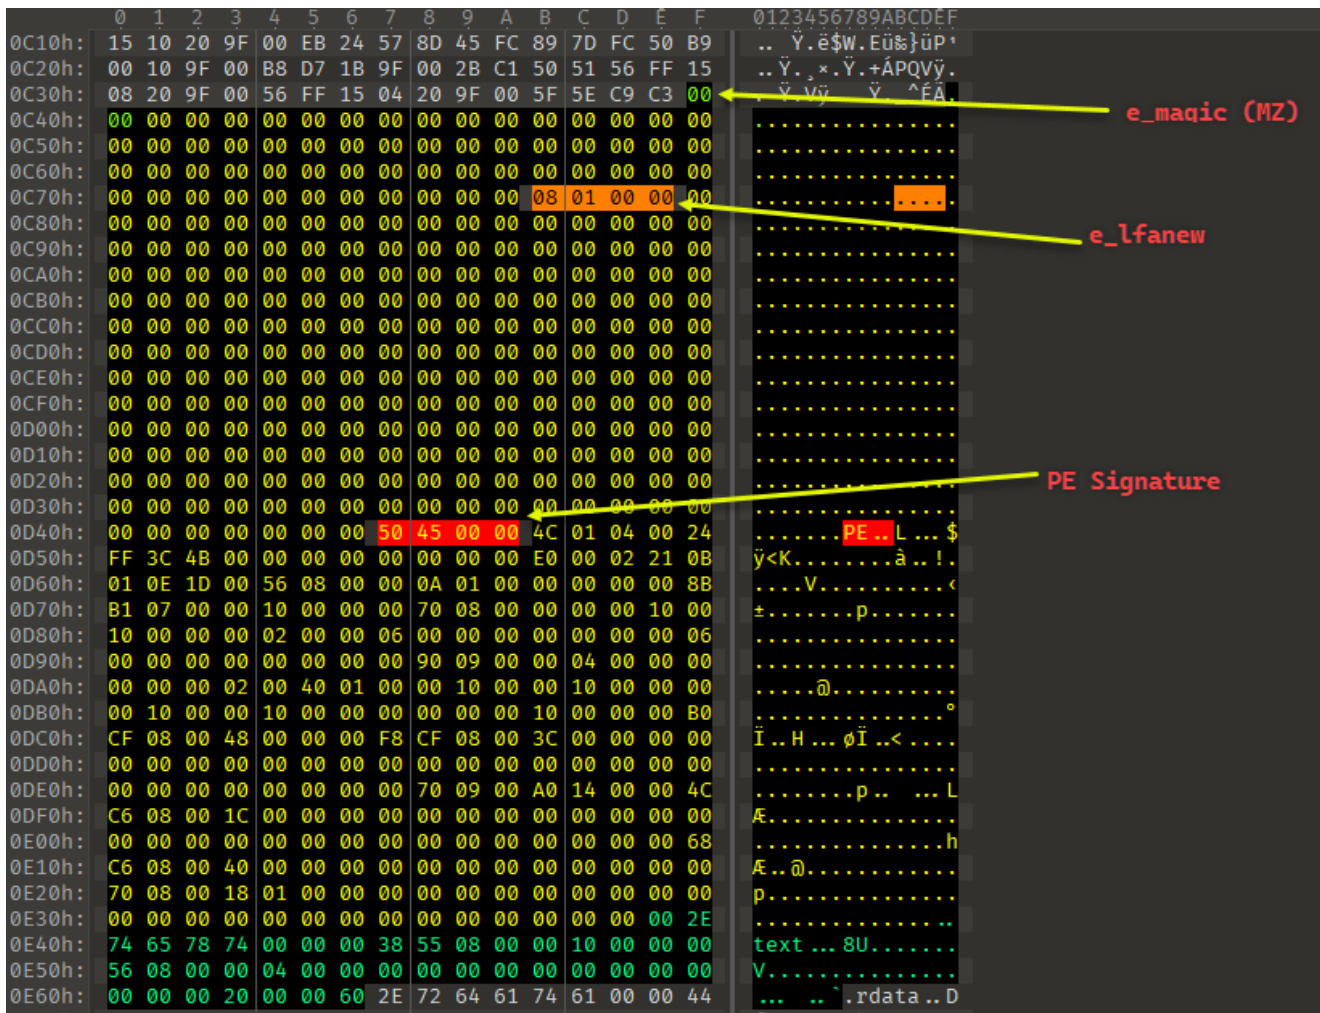 0 1 2 3 4 5 6 7 8 9 A B C D E F 0123456789ABCDEF
0C10h: 15 10 20 9F 00 EB 24 57 8D 45 FC 89 7D FC 50 B9 .. Ÿ.ë$W.Eü‰}üP¹
0C20h: 00 10 9F 00 B8 D7 1B 9F 00 2B C1 50 51 56 FF 15 ..Ÿ.¸×.Ÿ.+ÁPQVÿ.
0C30h: 08 20 9F 00 56 FF 15 04 20 9F 00 5F 5E C9 C3 00 . Ÿ.Vÿ.. Ÿ._^ÉÃ.
e_magic (MZ)
0C40h: 00 00 00 00 00 00 00 00 00 00 00 00 00 00 00 00 ................
0C50h: 00 00 00 00 00 00 00 00 00 00 00 00 00 00 00 00 ................
0C60h: 00 00 00 00 00 00 00 00 00 00 00 00 00 00 00 00 ................
0C70h: 00 00 00 00 00 00 00 00 00 00 00 08 01 00 00 00 ................
0C80h: 00 00 00 00 00 00 00 00 00 00 00 00 00 00 00 00 ................
e_lfanew
0C90h: 00 00 00 00 00 00 00 00 00 00 00 00 00 00 00 00 ................
0CA0h: 00 00 00 00 00 00 00 00 00 00 00 00 00 00 00 00 ................
0CB0h: 00 00 00 00 00 00 00 00 00 00 00 00 00 00 00 00 ................
0CC0h: 00 00 00 00 00 00 00 00 00 00 00 00 00 00 00 00 ................
0CD0h: 00 00 00 00 00 00 00 00 00 00 00 00 00 00 00 00 ................
0CE0h: 00 00 00 00 00 00 00 00 00 00 00 00 00 00 00 00 ................
0CF0h: 00 00 00 00 00 00 00 00 00 00 00 00 00 00 00 00 ................
0D00h: 00 00 00 00 00 00 00 00 00 00 00 00 00 00 00 00 ................
0D10h: 00 00 00 00 00 00 00 00 00 00 00 00 00 00 00 00 ................
0D20h: 00 00 00 00 00 00 00 00 00 00 00 00 00 00 00 00 ................
PE Signature
0D30h: 00 00 00 00 00 00 00 00 00 00 00 00 00 00 00 00 ................
0D40h: 00 00 00 00 00 00 00 50 45 00 00 4C 01 04 00 24 .......PE..L...$
0D50h: FF 3C 4B 00 00 00 00 00 00 00 00 E0 00 02 21 0B ÿ<K........à..!.
0D60h: 01 0E 1D 00 56 08 00 00 0A 01 00 00 00 00 00 8B ....V..........‹
0D70h: B1 07 00 00 10 00 00 00 70 08 00 00 00 00 10 00 ±.......p.......
0D80h: 10 00 00 00 02 00 00 06 00 00 00 00 00 00 00 06 ................
0D90h: 00 00 00 00 00 00 00 00 90 09 00 00 04 00 00 00 ................
0DA0h: 00 00 00 02 00 40 01 00 00 10 00 00 10 00 00 00 .....@..........
0DB0h: 00 10 00 00 10 00 00 00 00 00 00 10 00 00 00 B0 ...............°
0DC0h: CF 08 00 48 00 00 00 F8 CF 08 00 3C 00 00 00 00 Ï..H...øÏ..<....
0DD0h: 00 00 00 00 00 00 00 00 00 00 00 00 00 00 00 00 ................
0DE0h: 00 00 00 00 00 00 00 00 70 09 00 A0 14 00 00 4C ........p.. ...L
0DF0h: C6 08 00 1C 00 00 00 00 00 00 00 00 00 00 00 00 Æ...............
0E00h: 00 00 00 00 00 00 00 00 00 00 00 00 00 00 00 68 ...............h
0E10h: C6 08 00 40 00 00 00 00 00 00 00 00 00 00 00 00 Æ..@............
0E20h: 70 08 00 18 01 00 00 00 00 00 00 00 00 00 00 00 p...............
0E30h: 00 00 00 00 00 00 00 00 00 00 00 00 00 00 00 2E ................
0E40h: 74 65 78 74 00 00 00 38 55 08 00 00 10 00 00 00 text...8U.......
0E50h: 56 08 00 00 04 00 00 00 00 00 00 00 00 00 00 00 V...............
0E60h: 00 00 00 20 00 00 60 2E 72 64 61 74 61 00 00 44 ... ..`.rdata..D